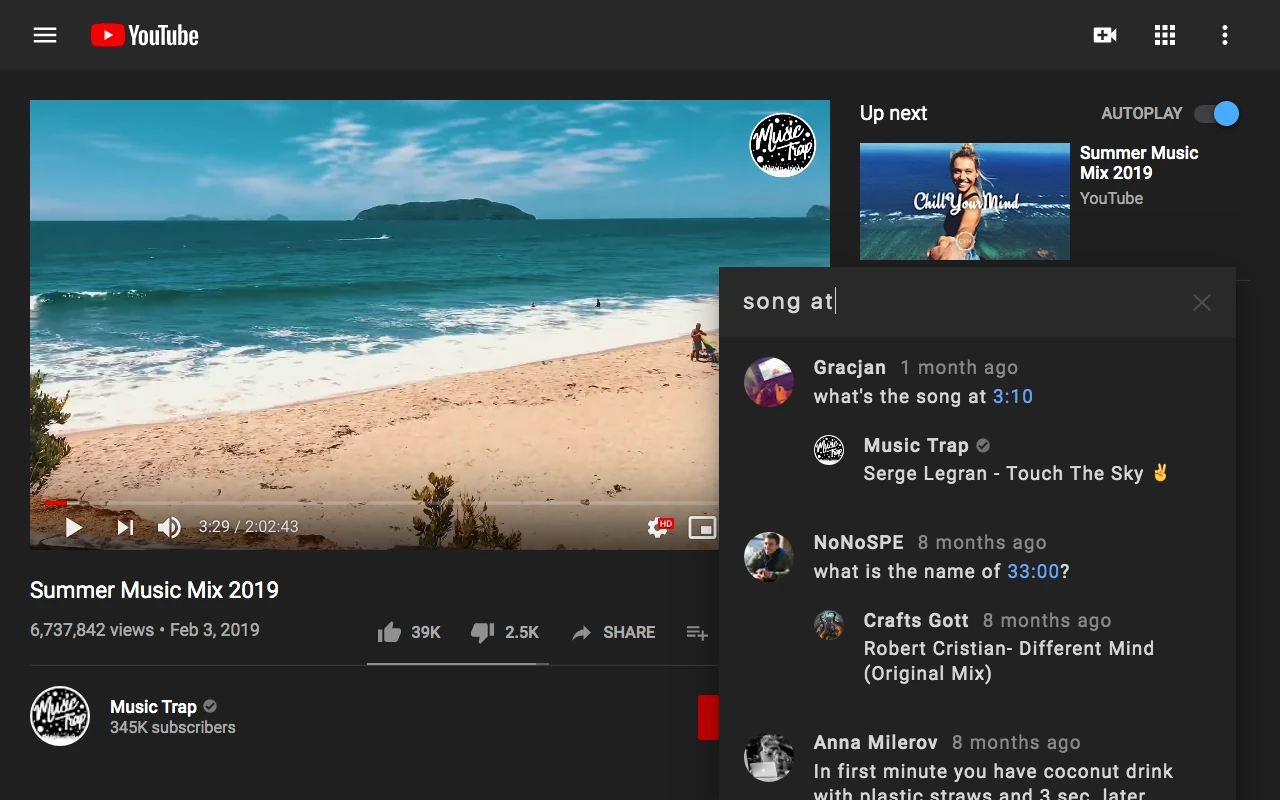 YouTube
Music Trap
Up next
AUTOPLAY
ChillYourMind
Summer Music
Mix 2019
YouTube
song at
Gracjan 1 month ago
what's the song at 3:10
Music Trap
Serge Legran - Touch The Sky ✌
NoNoSPE 8 months ago
what is the name of 33:00?
Crafts Gott 8 months ago
Robert Cristian- Different Mind
(Original Mix)
Anna Milerov 8 months ago
In first minute you have coconut drink
with plastic straws and 3 sec. later
3:29 / 2:02:43
HD
Summer Music Mix 2019
6,737,842 views • Feb 3, 2019
39K
2.5K
SHARE
Music Trap
Music Trap
345K subscribers